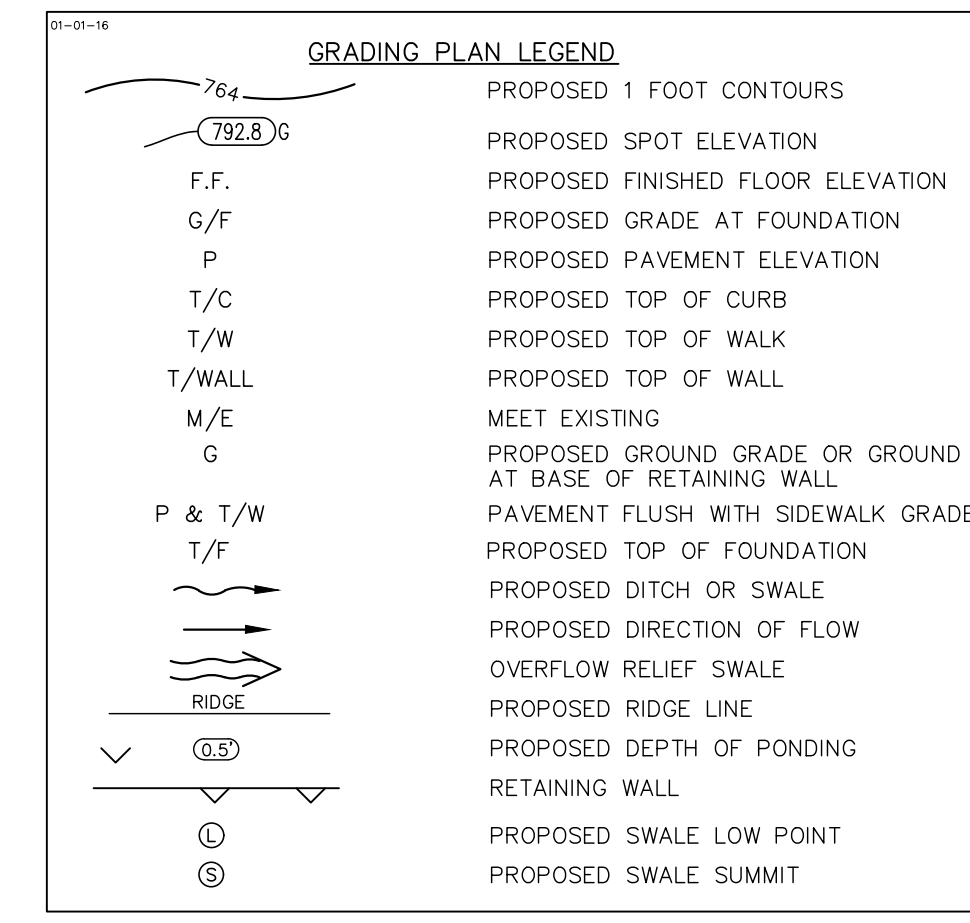 01-01-16
GRADING PLAN LEGEND
764 PROPOSED 1 FOOT CONTOURS
792.8 G PROPOSED SPOT ELEVATION
F.F. PROPOSED FINISHED FLOOR ELEVATION
G/F PROPOSED GRADE AT FOUNDATION
P PROPOSED PAVEMENT ELEVATION
T/C PROPOSED TOP OF CURB
T/W PROPOSED TOP OF WALK
T/WALL PROPOSED TOP OF WALL
M/E MEET EXISTING
G PROPOSED GROUND GRADE OR GROUND
AT BASE OF RETAINING WALL
P & T/W PAVEMENT FLUSH WITH SIDEWALK GRADE
T/F PROPOSED TOP OF FOUNDATION
PROPOSED DITCH OR SWALE
PROPOSED DIRECTION OF FLOW
OVERFLOW RELIEF SWALE
RIDGE PROPOSED RIDGE LINE
0.5' PROPOSED DEPTH OF PONDING
RETAINING WALL
L PROPOSED SWALE LOW POINT
S PROPOSED SWALE SUMMIT